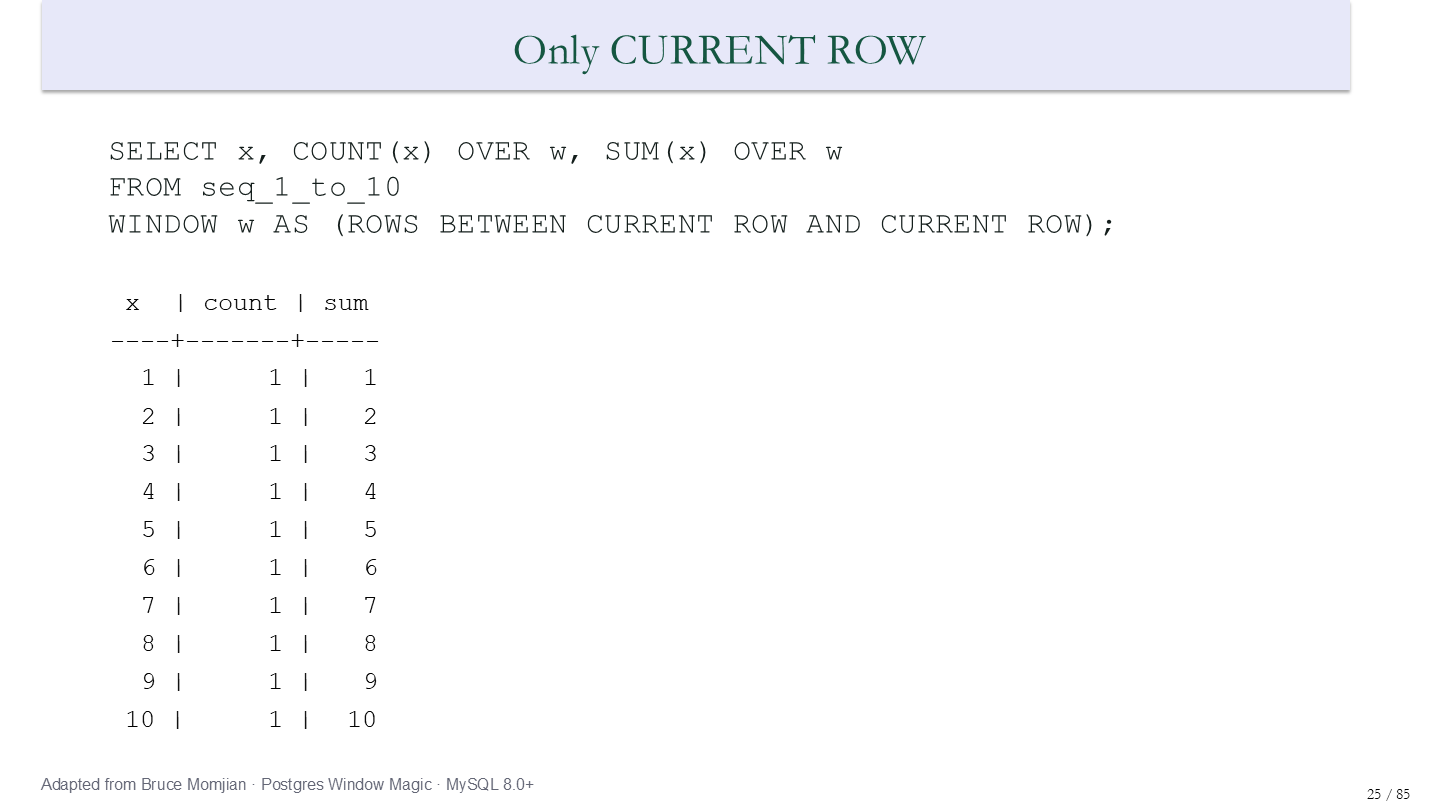 Only CURRENT ROW
SELECT x, COUNT(x) OVER w, SUM(x) OVER w
FROM seq_1_to_10
WINDOW w AS (ROWS BETWEEN CURRENT ROW AND CURRENT ROW);
 x  | count | sum
----+-------+-----
  1 |     1 |   1
  2 |     1 |   2
  3 |     1 |   3
  4 |     1 |   4
  5 |     1 |   5
  6 |     1 |   6
  7 |     1 |   7
  8 |     1 |   8
  9 |     1 |   9
 10 |     1 |  10
Adapted from Bruce Momjian · Postgres Window Magic · MySQL 8.0+
25 / 85